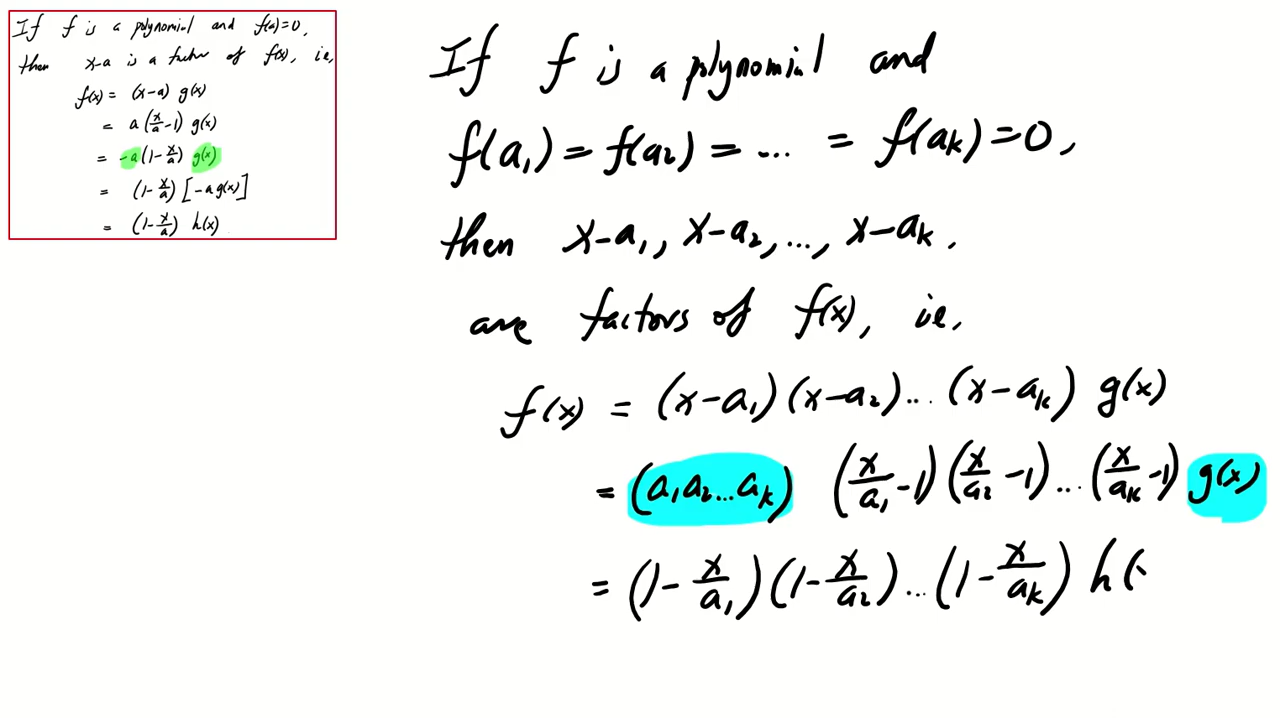 If f is a polynomial and f(a)=0,
then x-a is a factor of f(x), ie,
f(x) = (x-a) g(x)
= a (x/a - 1) g(x)
= -a (1 - x/a) g(x)
= (1 - x/a) [-a g(x)]
= (1 - x/a) h(x)
If f is a polynomial and
f(a₁) = f(a₂) = ... = f(aₖ) = 0,
then x-a₁, x-a₂, ..., x-aₖ.
are factors of f(x), ie,
f(x) = (x-a₁)(x-a₂)...(x-aₖ) g(x)
= (a₁a₂...aₖ) (x/a₁ - 1)(x/a₂ - 1)...(x/aₖ - 1) g(x)
= (1 - x/a₁)(1 - x/a₂)...(1 - x/aₖ) h(